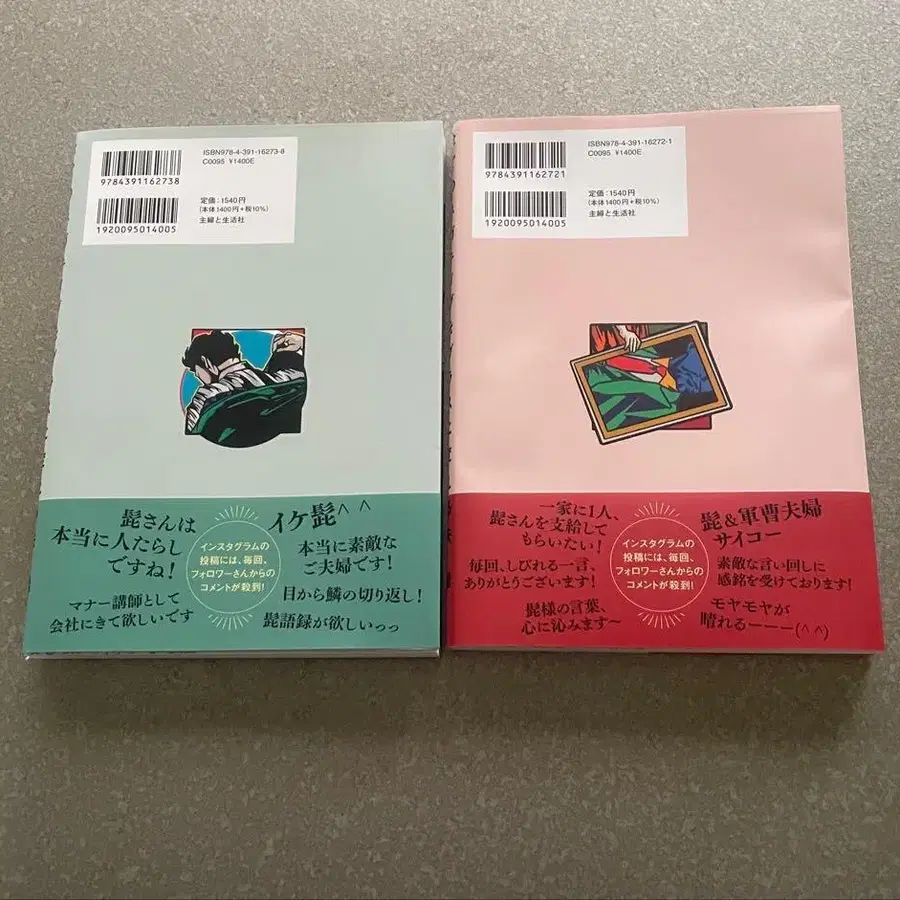 ISBN978-4-391-16273-8
C0095 ¥1400E
9784391162738
定価:1540円
(本体1400円+税10%)
主婦と生活社
1920095014005
髭さんは
本当に人たらし
ですね!
イケ髭^ ^
インスタグラムの
投稿には、毎回、
フォロワーさんからの
コメントが殺到!
本当に素敵な
ご夫婦です!
マナー講師として
会社にきて欲しいです
目から鱗の切り返し!
髭語録が欲しいっっ
ISBN978-4-391-16272-1
C0095 ¥1400E
9784391162721
定価:1540円
(本体1400円+税10%)
主婦と生活社
1920095014005
一家に1人、
髭さんを支給して
もらいたい!
髭&軍曹夫婦
サイコー
インスタグラムの
投稿には、毎回、
フォロワーさんからの
コメントが殺到!
毎回、しびれる一言、
ありがとうございます!
素敵な言い回しに
感銘を受けております!
髭様の言葉、
心に沁みます〜
モヤモヤが
晴れるーーー(^ ^)